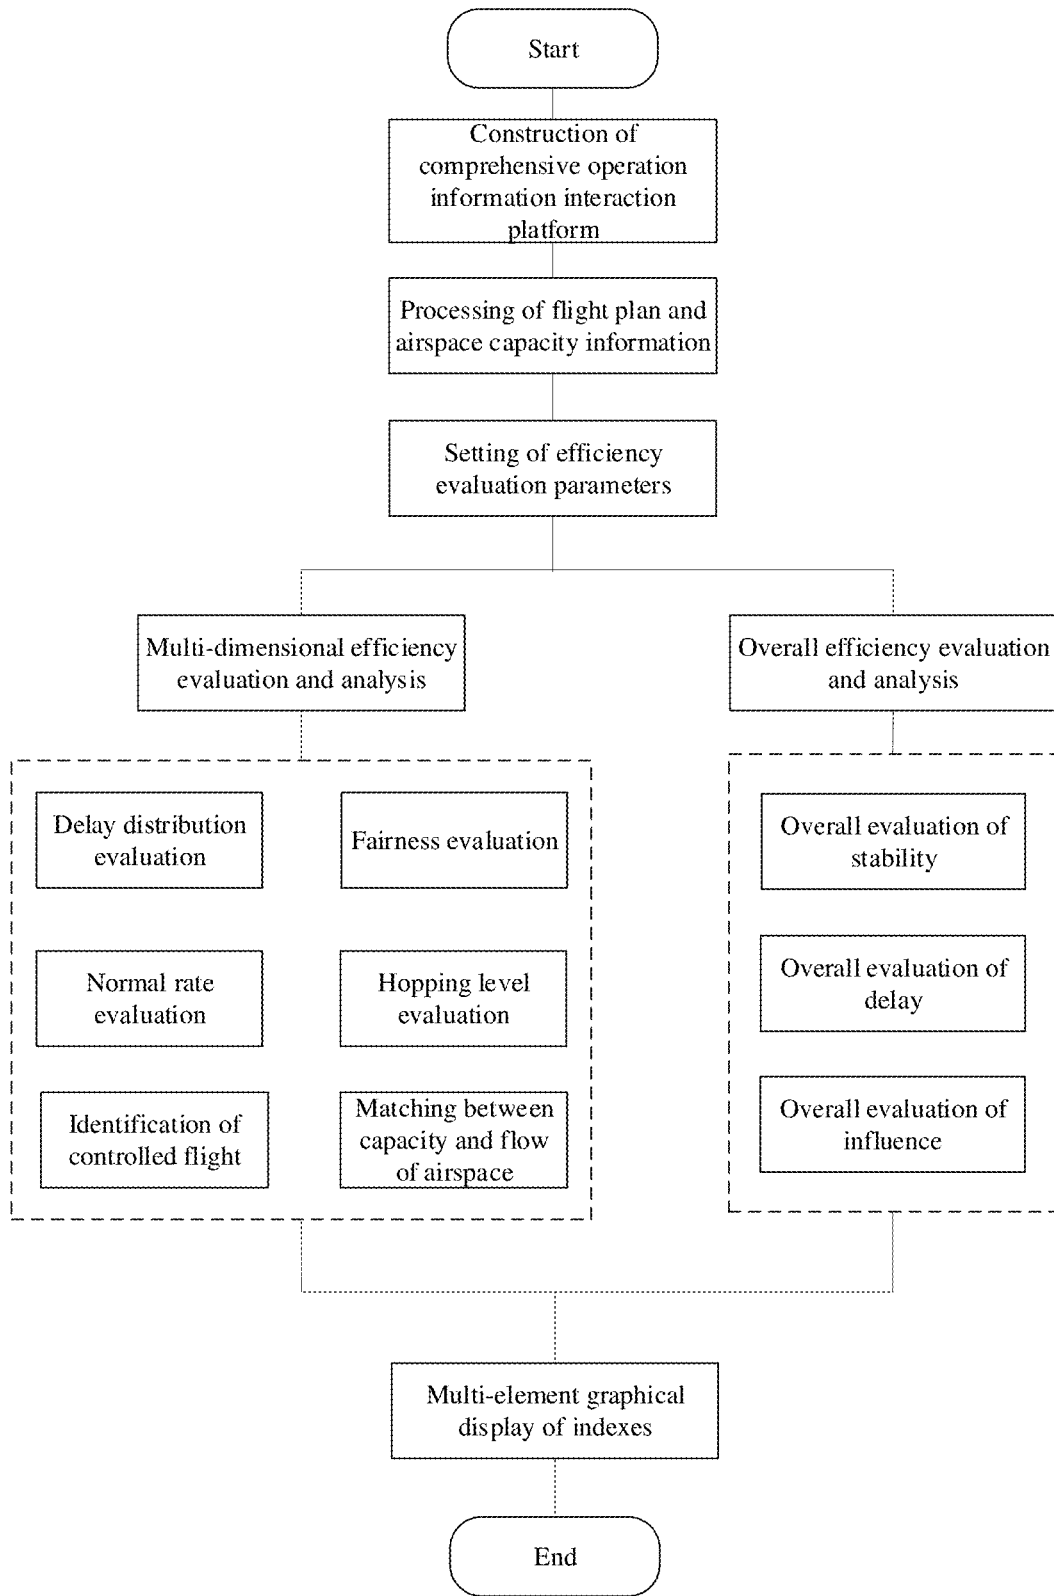 Start
Construction of
comprehensive operation
information interaction
platform
Processing of flight plan and
airspace capacity information
Setting of efficiency
evaluation parameters
Multi-dimensional efficiency
evaluation and analysis
Overall efficiency evaluation
and analysis
Delay distribution
evaluation
Fairness evaluation
Normal rate
evaluation
Hopping level
evaluation
Identification of
controlled flight
Matching between
capacity and flow
of airspace
Overall evaluation of
stability
Overall evaluation of
delay
Overall evaluation of
influence
Multi-element graphical
display of indexes
End